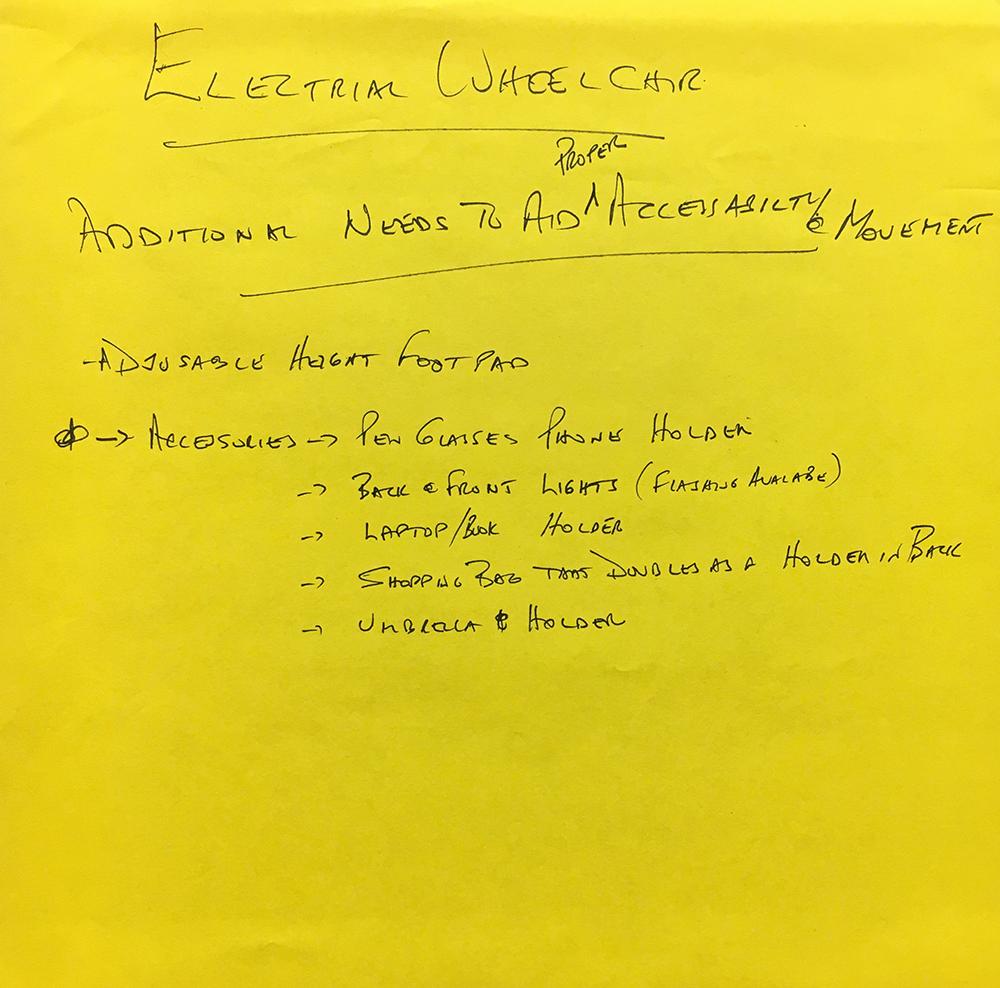 ELECTRIAL WHEELCHAIR
ADDITIONAL NEEDS TO AID ^PROPER ACCESSABILTY & MOVEMENT
-ADJUSABLE HEIGHT FOOTPAD
-> ACCESORIES -> PEN GLASSES PHONE HOLDER
-> BACK & FRONT LIGHTS (FLASHING AVALABE)
-> LAPTOP/BOOK HOLDER
-> SHOPPING BAG THAT DOUBLES AS A HOLDER IN BACK
-> UMBRELLA & HOLDER